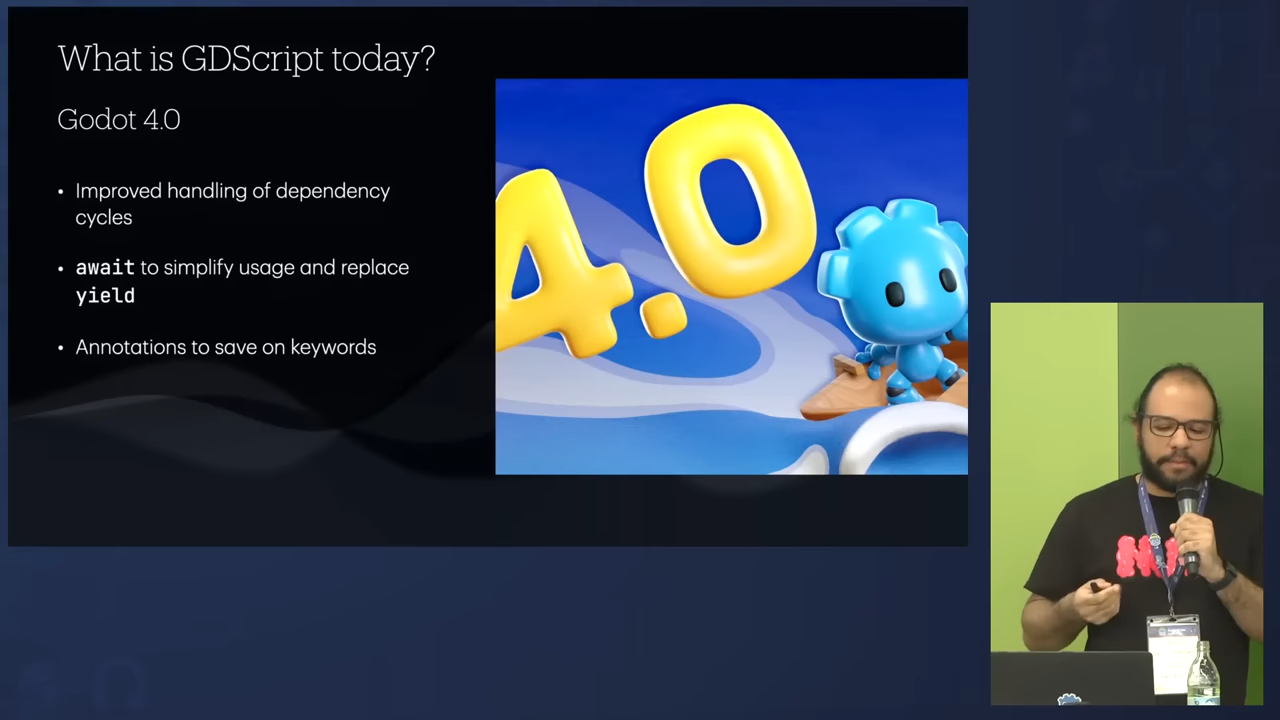 What is GDScript today?
Godot 4.0
• Improved handling of dependency
cycles
• await to simplify usage and replace
yield
• Annotations to save on keywords
4.0